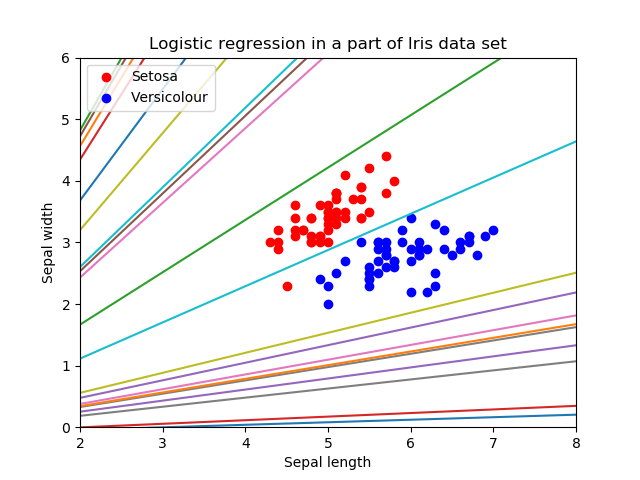 Logistic regression in a part of Iris data set
Setosa
Versicolour
6
5
4
3
2
1
0
Sepal width
2
3
4
5
6
7
8
Sepal length